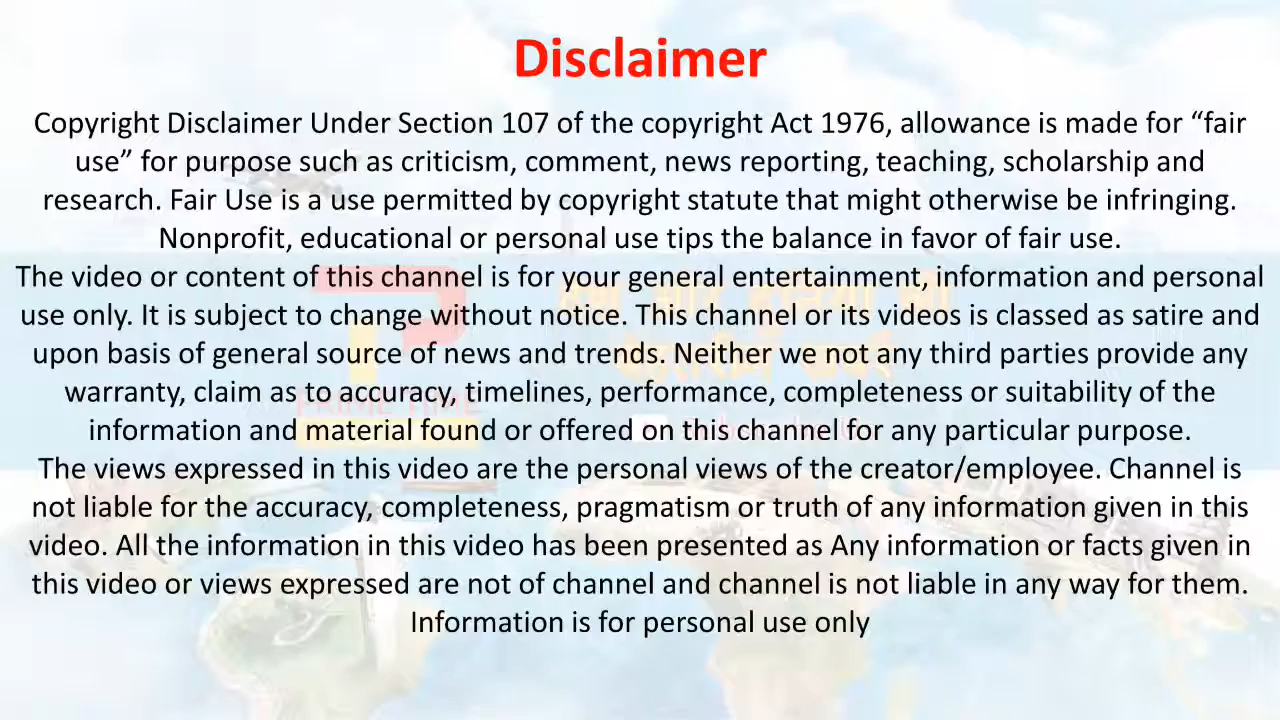 Disclaimer
Copyright Disclaimer Under Section 107 of the copyright Act 1976, allowance is made for “fair
use” for purpose such as criticism, comment, news reporting, teaching, scholarship and
research. Fair Use is a use permitted by copyright statute that might otherwise be infringing.
Nonprofit, educational or personal use tips the balance in favor of fair use.
The video or content of this channel is for your general entertainment, information and personal
use only. It is subject to change without notice. This channel or its videos is classed as satire and
upon basis of general source of news and trends. Neither we not any third parties provide any
warranty, claim as to accuracy, timelines, performance, completeness or suitability of the
information and material found or offered on this channel for any particular purpose.
The views expressed in this video are the personal views of the creator/employee. Channel is
not liable for the accuracy, completeness, pragmatism or truth of any information given in this
video. All the information in this video has been presented as Any information or facts given in
this video or views expressed are not of channel and channel is not liable in any way for them.
Information is for personal use only
PRIME TIME